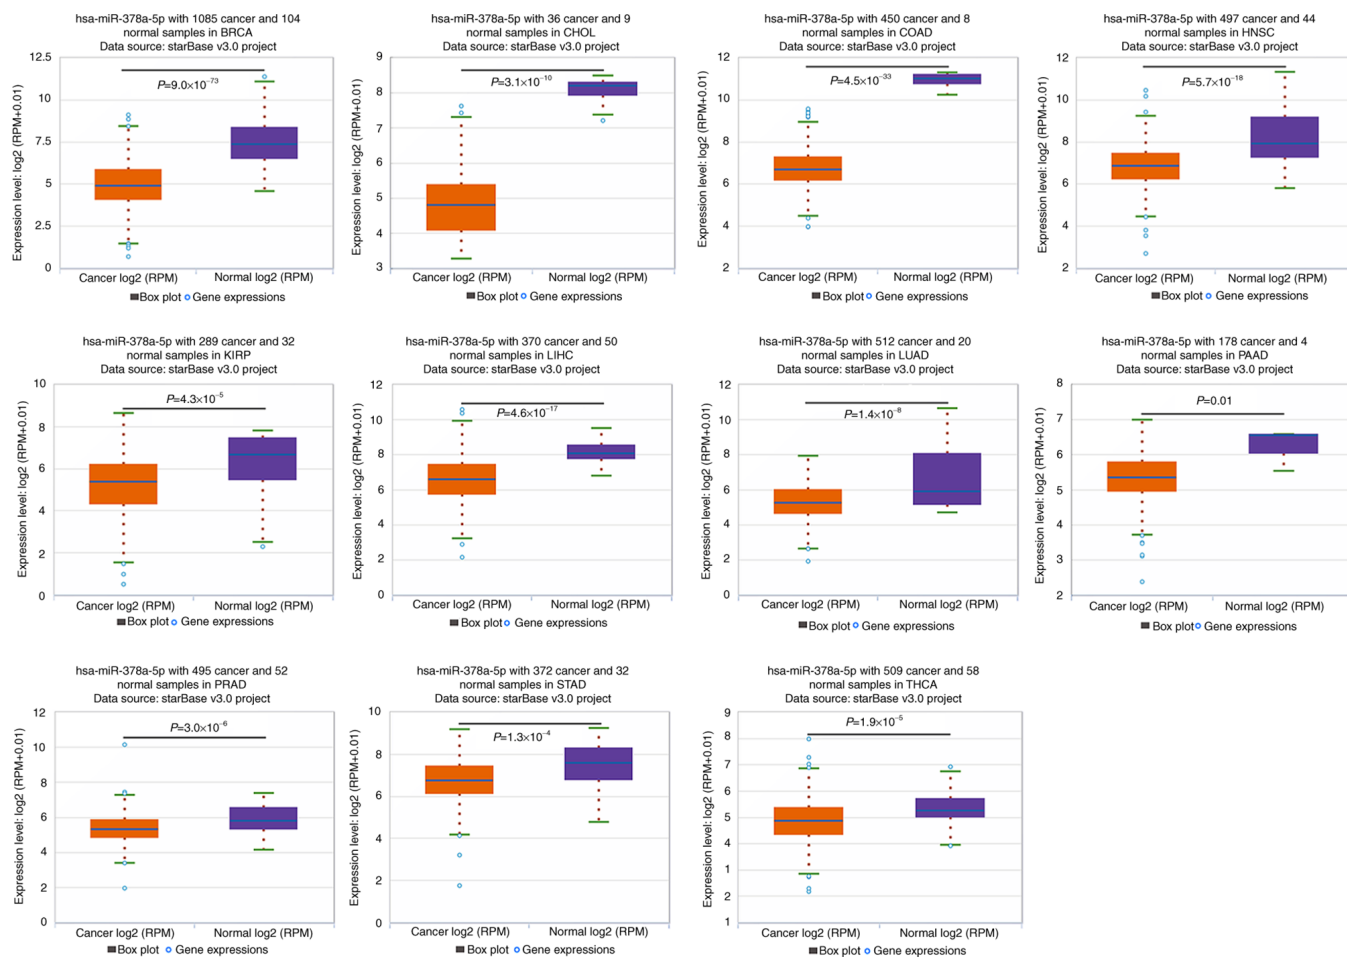 hsa-miR-378a-5p with 1085 cancer and 104
normal samples in BRCA
Data source: starBase v3.0 project
Expression level: log2 (RPM+0.01)
12.5
10
7.5
5
2.5
0
P=9.0×10⁻⁷³
Cancer log2 (RPM) Normal log2 (RPM)
Box plot Gene expressions
hsa-miR-378a-5p with 36 cancer and 9
normal samples in CHOL
Data source: starBase v3.0 project
Expression level: log2 (RPM+0.01)
9
8
7
6
5
4
3
P=3.1×10⁻¹⁰
Cancer log2 (RPM) Normal log2 (RPM)
Box plot Gene expressions
hsa-miR-378a-5p with 450 cancer and 8
normal samples in COAD
Data source: starBase v3.0 project
Expression level: log2 (RPM+0.01)
12
10
8
6
4
2
P=4.5×10⁻³³
Cancer log2 (RPM) Normal log2 (RPM)
Box plot Gene expressions
hsa-miR-378a-5p with 497 cancer and 44
normal samples in HNSC
Data source: starBase v3.0 project
Expression level: log2 (RPM+0.01)
12
10
8
6
4
2
P=5.7×10⁻¹⁸
Cancer log2 (RPM) Normal log2 (RPM)
Box plot Gene expressions
hsa-miR-378a-5p with 289 cancer and 32
normal samples in KIRP
Data source: starBase v3.0 project
Expression level: log2 (RPM+0.01)
10
8
6
4
2
0
P=4.3×10⁻⁵
Cancer log2 (RPM) Normal log2 (RPM)
Box plot Gene expressions
hsa-miR-378a-5p with 370 cancer and 50
normal samples in LIHC
Data source: starBase v3.0 project
Expression level: log2 (RPM+0.01)
12
10
8
6
4
2
0
P=4.6×10⁻¹⁷
Cancer log2 (RPM) Normal log2 (RPM)
Box plot Gene expressions
hsa-miR-378a-5p with 512 cancer and 20
normal samples in LUAD
Data source: starBase v3.0 project
Expression level: log2 (RPM+0.01)
12
10
8
6
4
2
0
P=1.4×10⁻⁸
Cancer log2 (RPM) Normal log2 (RPM)
Box plot Gene expressions
hsa-miR-378a-5p with 178 cancer and 4
normal samples in PAAD
Data source: starBase v3.0 project
Expression level: log2 (RPM+0.01)
8
7
6
5
4
3
2
P=0.01
Cancer log2 (RPM) Normal log2 (RPM)
Box plot Gene expressions
hsa-miR-378a-5p with 495 cancer and 52
normal samples in PRAD
Data source: starBase v3.0 project
Expression level: log2 (RPM+0.01)
12
10
8
6
4
2
0
P=3.0×10⁻⁶
Cancer log2 (RPM) Normal log2 (RPM)
Box plot Gene expressions
hsa-miR-378a-5p with 372 cancer and 32
normal samples in STAD
Data source: starBase v3.0 project
Expression level: log2 (RPM+0.01)
10
8
6
4
2
0
P=1.3×10⁻⁴
Cancer log2 (RPM) Normal log2 (RPM)
Box plot Gene expressions
hsa-miR-378a-5p with 509 cancer and 58
normal samples in THCA
Data source: starBase v3.0 project
Expression level: log2 (RPM+0.01)
9
8
5
6
5
4
1
2
1
P=1.9×10⁻⁵
Cancer log2 (RPM) Normal log2 (RPM)
Box plot Gene expressions